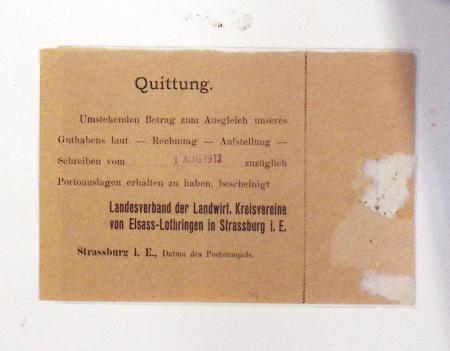 Quittung.
Umstehenden Betrag zum Ausgleich unseres
Guthabens laut — Rechnung — Aufstellung —
Schreiben vom 1 AUG 1913 zuzüglich
Portoauslagen erhalten zu haben, bescheinigt
Landesverband der Landwirt. Kreisvereine
von Elsass-Lothringen in Strassburg i. E.
Strassburg i. E., Datum des Poststempels.